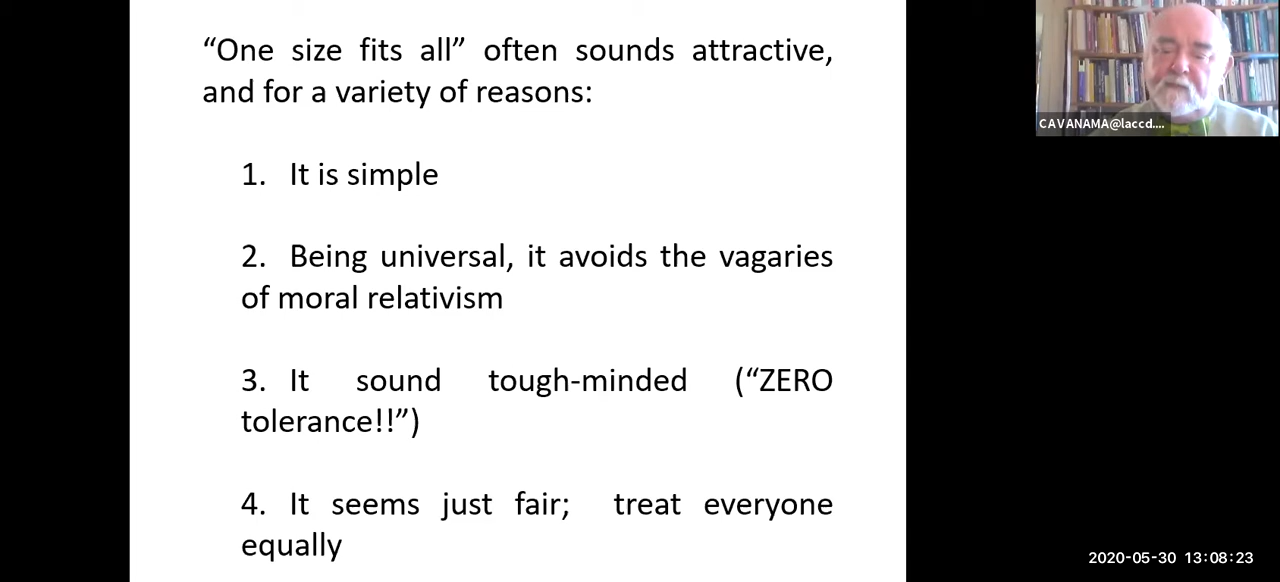 “One size fits all” often sounds attractive,
and for a variety of reasons:
1. It is simple
2. Being universal, it avoids the vagaries
of moral relativism
3. It sound tough-minded (“ZERO
tolerance!!”)
4. It seems just fair; treat everyone
equally
CAVANAMA@laccd....
2020-05-30 13:08:23